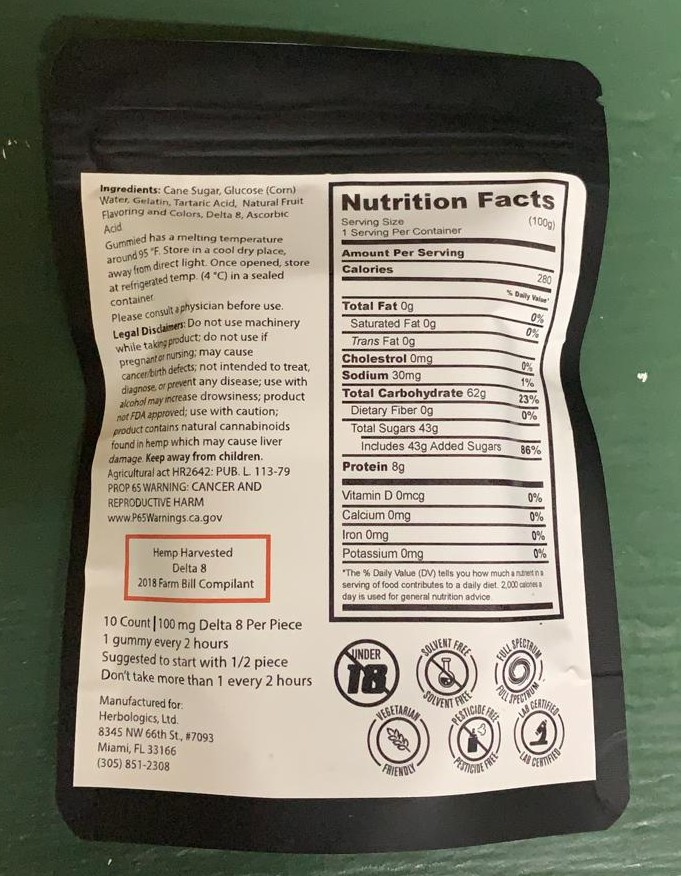 Ingredients: Cane Sugar, Glucose (Corn)
Water, Gelatin, Tartaric Acid, Natural Fruit
Flavoring and Colors, Delta 8, Ascorbic
Acid
Gummied has a melting temperature
around 95 °F. Store in a cool dry place,
away from direct light. Once opened, store
at refrigerated temp. (4 °C) in a sealed
container.
Please consult a physician before use.
Legal Disclaimers: Do not use machinery
while taking product; do not use if
pregnant or nursing; may cause
cancer/birth defects; not intended to treat,
diagnose, or prevent any disease; use with
alcohol may increase drowsiness; product
not FDA approved; use with caution;
product contains natural cannabinoids
found in hemp which may cause liver
damage. Keep away from children.
Agricultural act HR2642: PUB. L. 113-79
PROP 65 WARNING: CANCER AND
REPRODUCTIVE HARM
www.P65Warnings.ca.gov
Hemp Harvested
Delta 8
2018 Farm Bill Compilant
10 Count | 100 mg Delta 8 Per Piece
1 gummy every 2 hours
Suggested to start with 1/2 piece
Don't take more than 1 every 2 hours
Manufactured for:
Herbologics, Ltd.
8345 NW 66th St., #7093
Miami, FL 33166
(305) 851-2308
Nutrition Facts
Serving Size (100g)
1 Serving Per Container
Amount Per Serving
Calories 280
% Daily Value*
Total Fat 0g 0%
Saturated Fat 0g 0%
Trans Fat 0g
Cholestrol 0mg 0%
Sodium 30mg 1%
Total Carbohydrate 62g 23%
Dietary Fiber 0g 0%
Total Sugars 43g
Includes 43g Added Sugars 86%
Protein 8g
Vitamin D 0mcg 0%
Calcium 0mg 0%
Iron 0mg 0%
Potassium 0mg 0%
*The % Daily Value (DV) tells you how much a nutrient in a
serving of food contributes to a daily diet. 2,000 calories a
day is used for general nutrition advice.
UNDER
18
SOLVENT FREE
SOLVENT FREE
FULL SPECTRUM
FULL SPECTRUM
VEGETARIAN
FRIENDLY
PESTICIDE FREE
PESTICIDE FREE
LAB CERTIFIED
LAB CERTIFIED